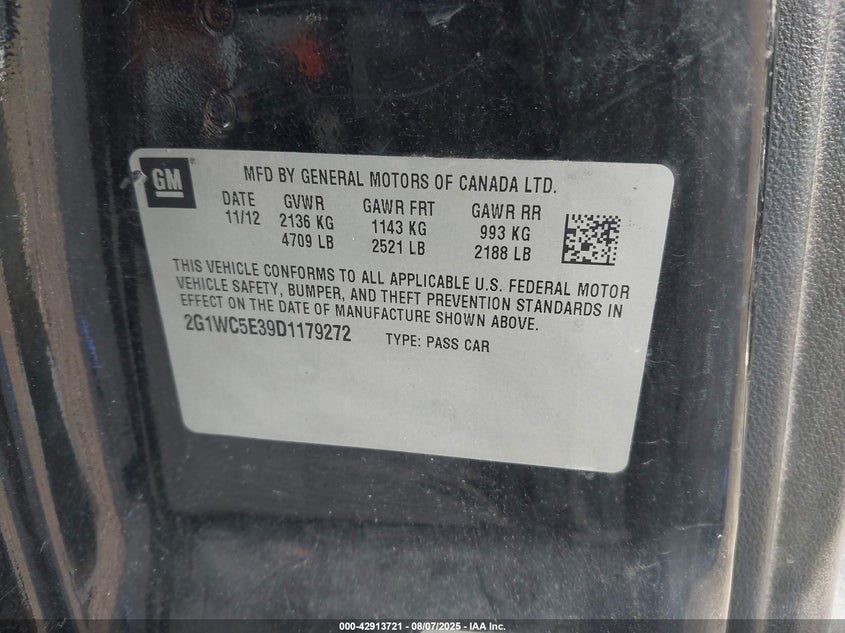 GM
MFD BY GENERAL MOTORS OF CANADA LTD.
DATE GVWR GAWR FRT GAWR RR
11/12 2136 KG 1143 KG 993 KG
4709 LB 2521 LB 2188 LB
THIS VEHICLE CONFORMS TO ALL APPLICABLE U.S. FEDERAL MOTOR
VEHICLE SAFETY, BUMPER, AND THEFT PREVENTION STANDARDS IN
EFFECT ON THE DATE OF MANUFACTURE SHOWN ABOVE.
2G1WC5E39D1179272 TYPE: PASS CAR
000-42913721 - 08/07/2025 - IAA Inc.